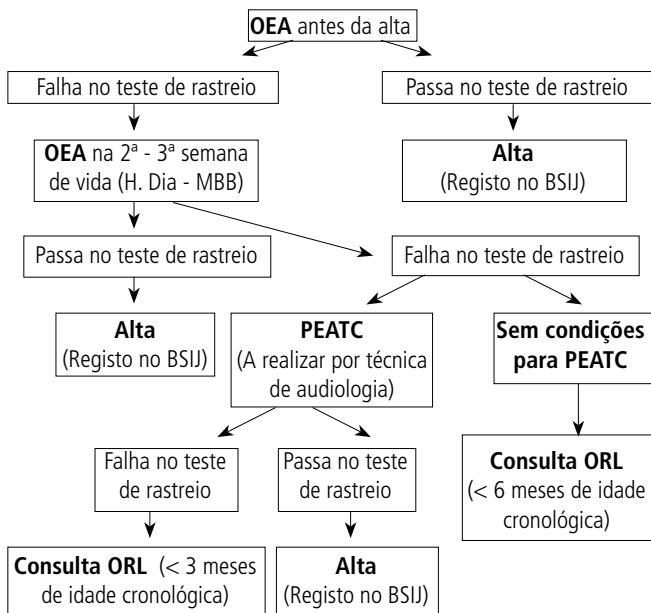 OEA antes da alta
Falha no teste de rastreio
Passa no teste de rastreio
OEA na 2ª - 3ª semana
de vida (H. Dia - MBB)
Alta
(Registo no BSIJ)
Passa no teste de rastreio
Falha no teste de rastreio
Alta
(Registo no BSIJ)
PEATC
(A realizar por técnica
de audiologia)
Sem condições
para PEATC
Falha no teste
de rastreio
Passa no teste
de rastreio
Consulta ORL
(< 6 meses de idade
cronológica)
Consulta ORL (< 3 meses
de idade cronológica)
Alta
(Registo no BSIJ)